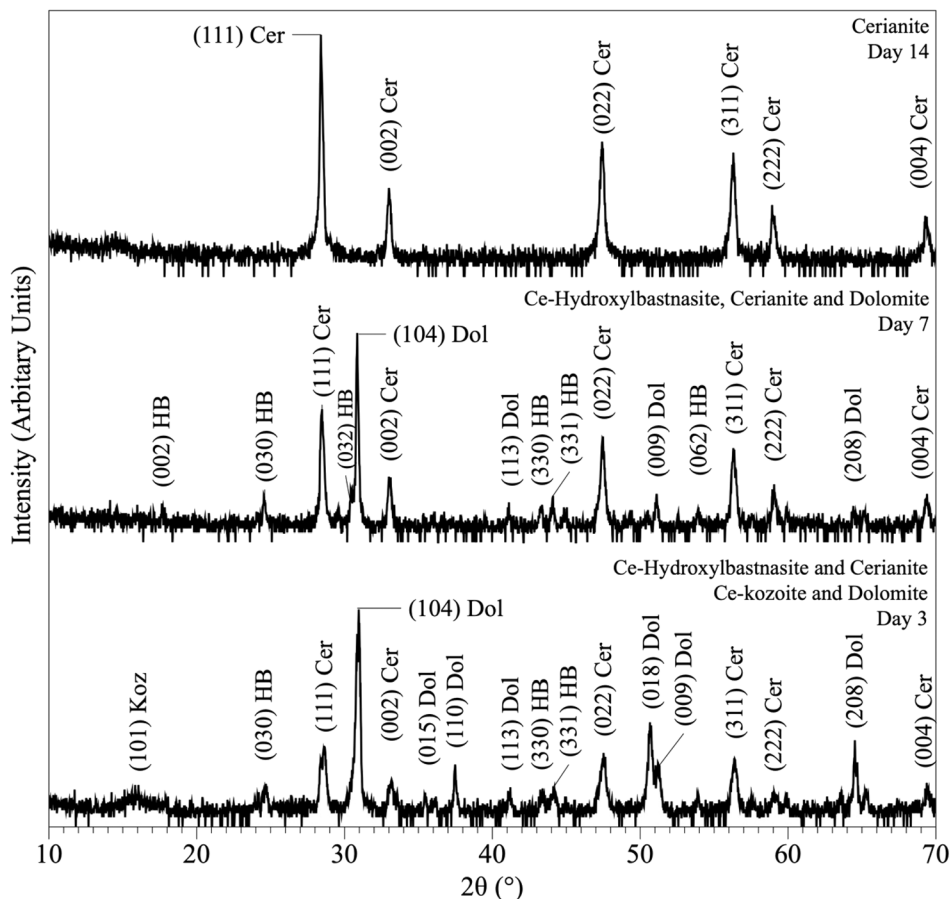 Cerianite
Day 14
(111) Cer
(002) Cer
(022) Cer
(311) Cer
(222) Cer
(004) Cer
Ce-Hydroxylbastnasite, Cerianite and Dolomite
Day 7
(002) HB
(030) HB
(111) Cer
(032) HB
(104) Dol
(002) Cer
(113) Dol
(330) HB
(331) HB
(022) Cer
(009) Dol
(062) HB
(311) Cer
(222) Cer
(208) Dol
(004) Cer
Ce-Hydroxylbastnasite and Cerianite
Ce-kozoite and Dolomite
Day 3
(101) Koz
(030) HB
(111) Cer
(104) Dol
(002) Cer
(015) Dol
(110) Dol
(113) Dol
(330) HB
(331) HB
(022) Cer
(018) Dol
(009) Dol
(311) Cer
(222) Cer
(208) Dol
(004) Cer
Intensity (Arbitary Units)
10 20 30 40 50 60 70
2θ (°)